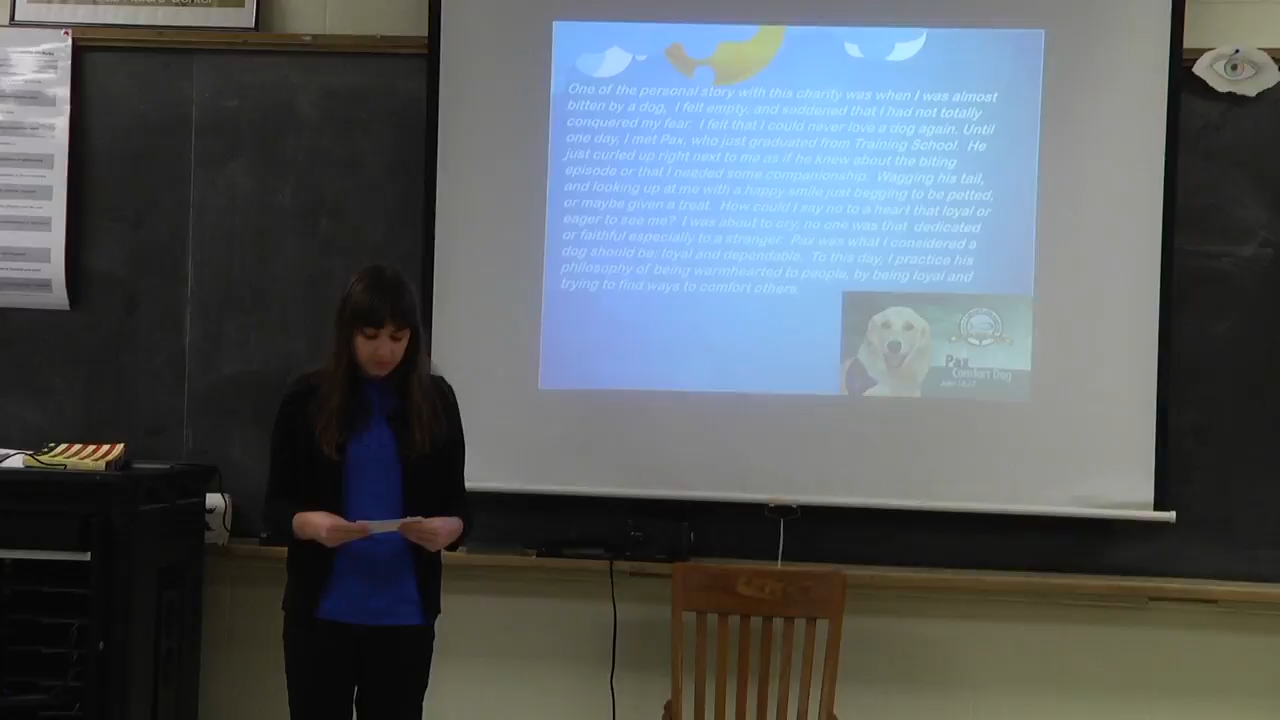 One of the personal story with this charity was when I was almost
bitten by a dog, I felt empty, and saddened that I had not totally
conquered my fear. I felt that I could never love a dog again. Until
one day, I met Pax, who just graduated from Training School. He
just curled up right next to me as if he knew about the biting
episode or that I needed some companionship. Wagging his tail,
and looking up at me with a happy smile just begging to be petted,
or maybe given a treat. How could I say no to a heart that loyal or
eager to see me? I was about to cry, no one was that dedicated
or faithful especially to a stranger. Pax was what I considered a
dog should be: loyal and dependable. To this day, I practice his
philosophy of being warmhearted to people, by being loyal and
trying to find ways to comfort others.
Pax
Comfort Dog